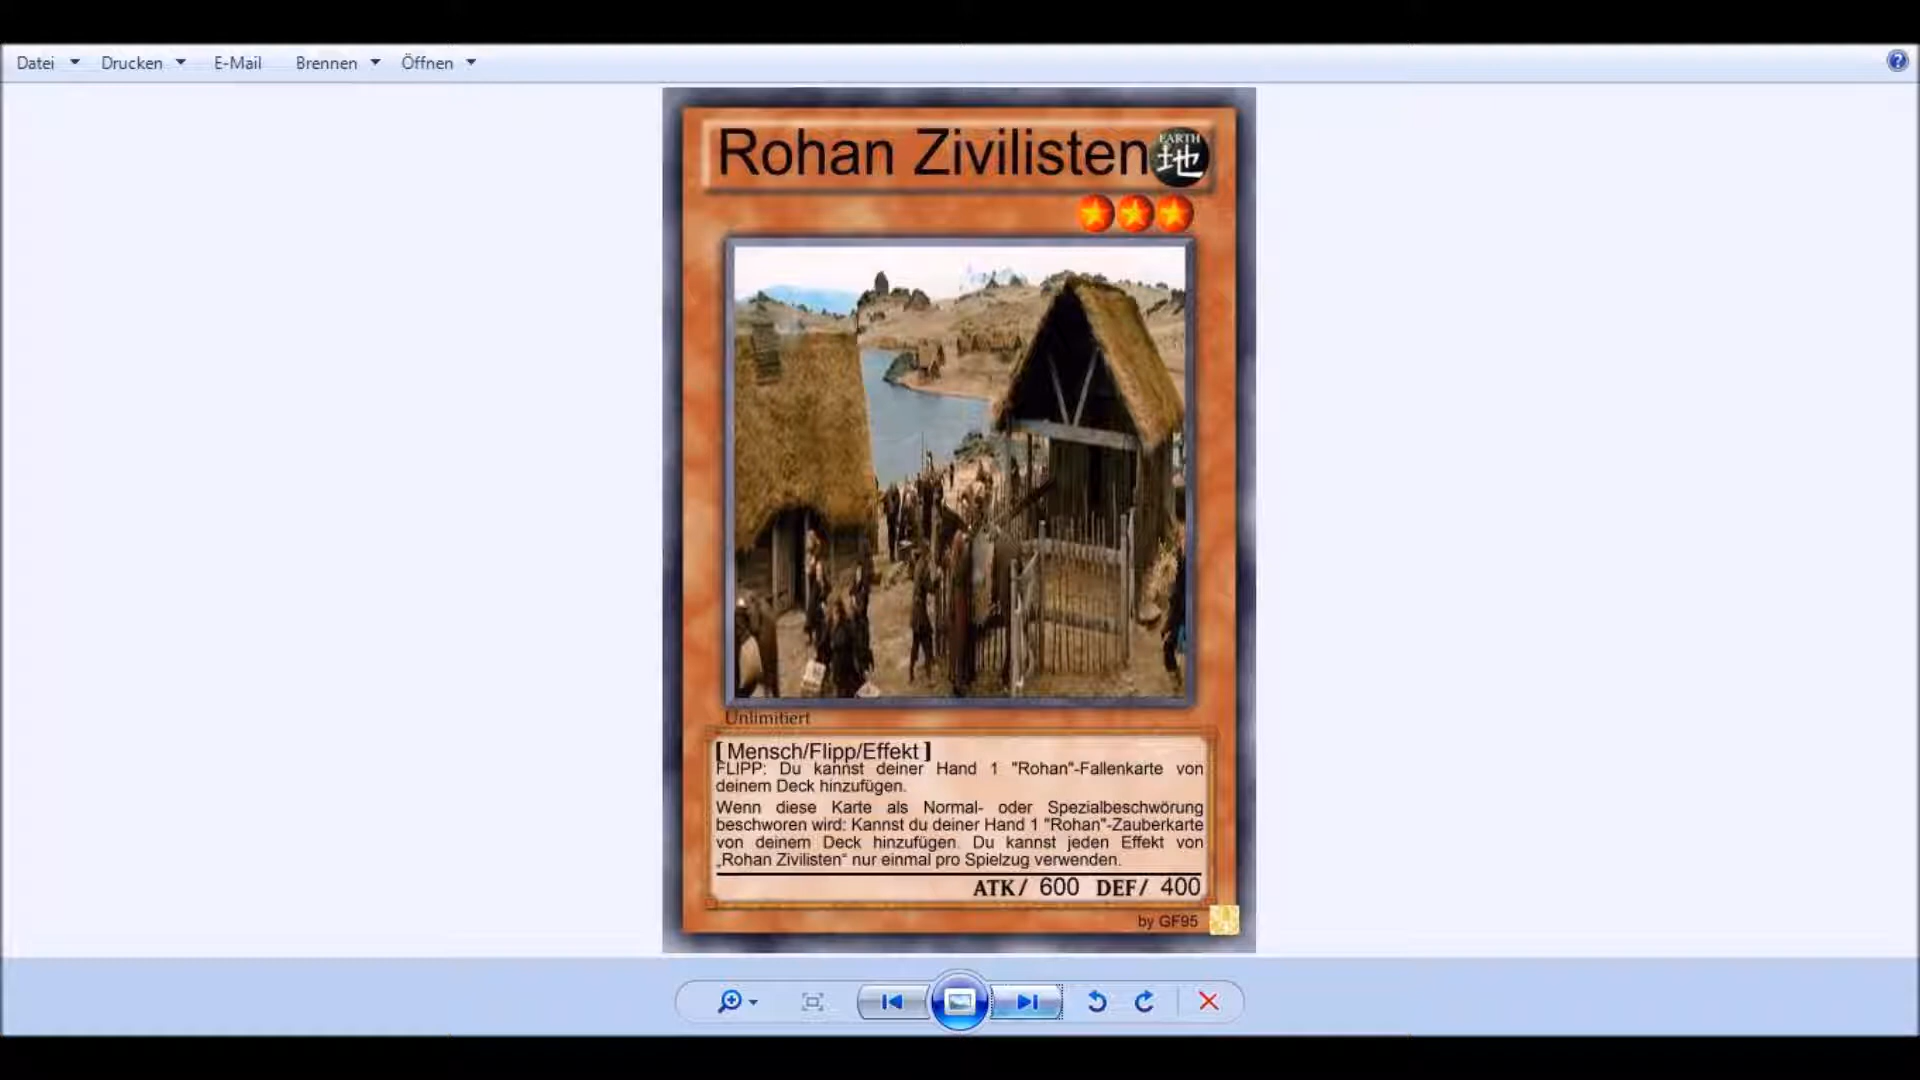 Datei Drucken E-Mail Brennen Öffnen
Rohan Zivilisten
EARTH
地
Unlimitiert
[ Mensch/Flipp/Effekt ]
FLIPP: Du kannst deiner Hand 1 "Rohan"-Fallenkarte von
deinem Deck hinzufügen.
Wenn diese Karte als Normal- oder Spezialbeschwörung
beschworen wird: Kannst du deiner Hand 1 "Rohan"-Zauberkarte
von deinem Deck hinzufügen. Du kannst jeden Effekt von
„Rohan Zivilisten“ nur einmal pro Spielzug verwenden.
ATK/ 600 DEF/ 400
by GF95